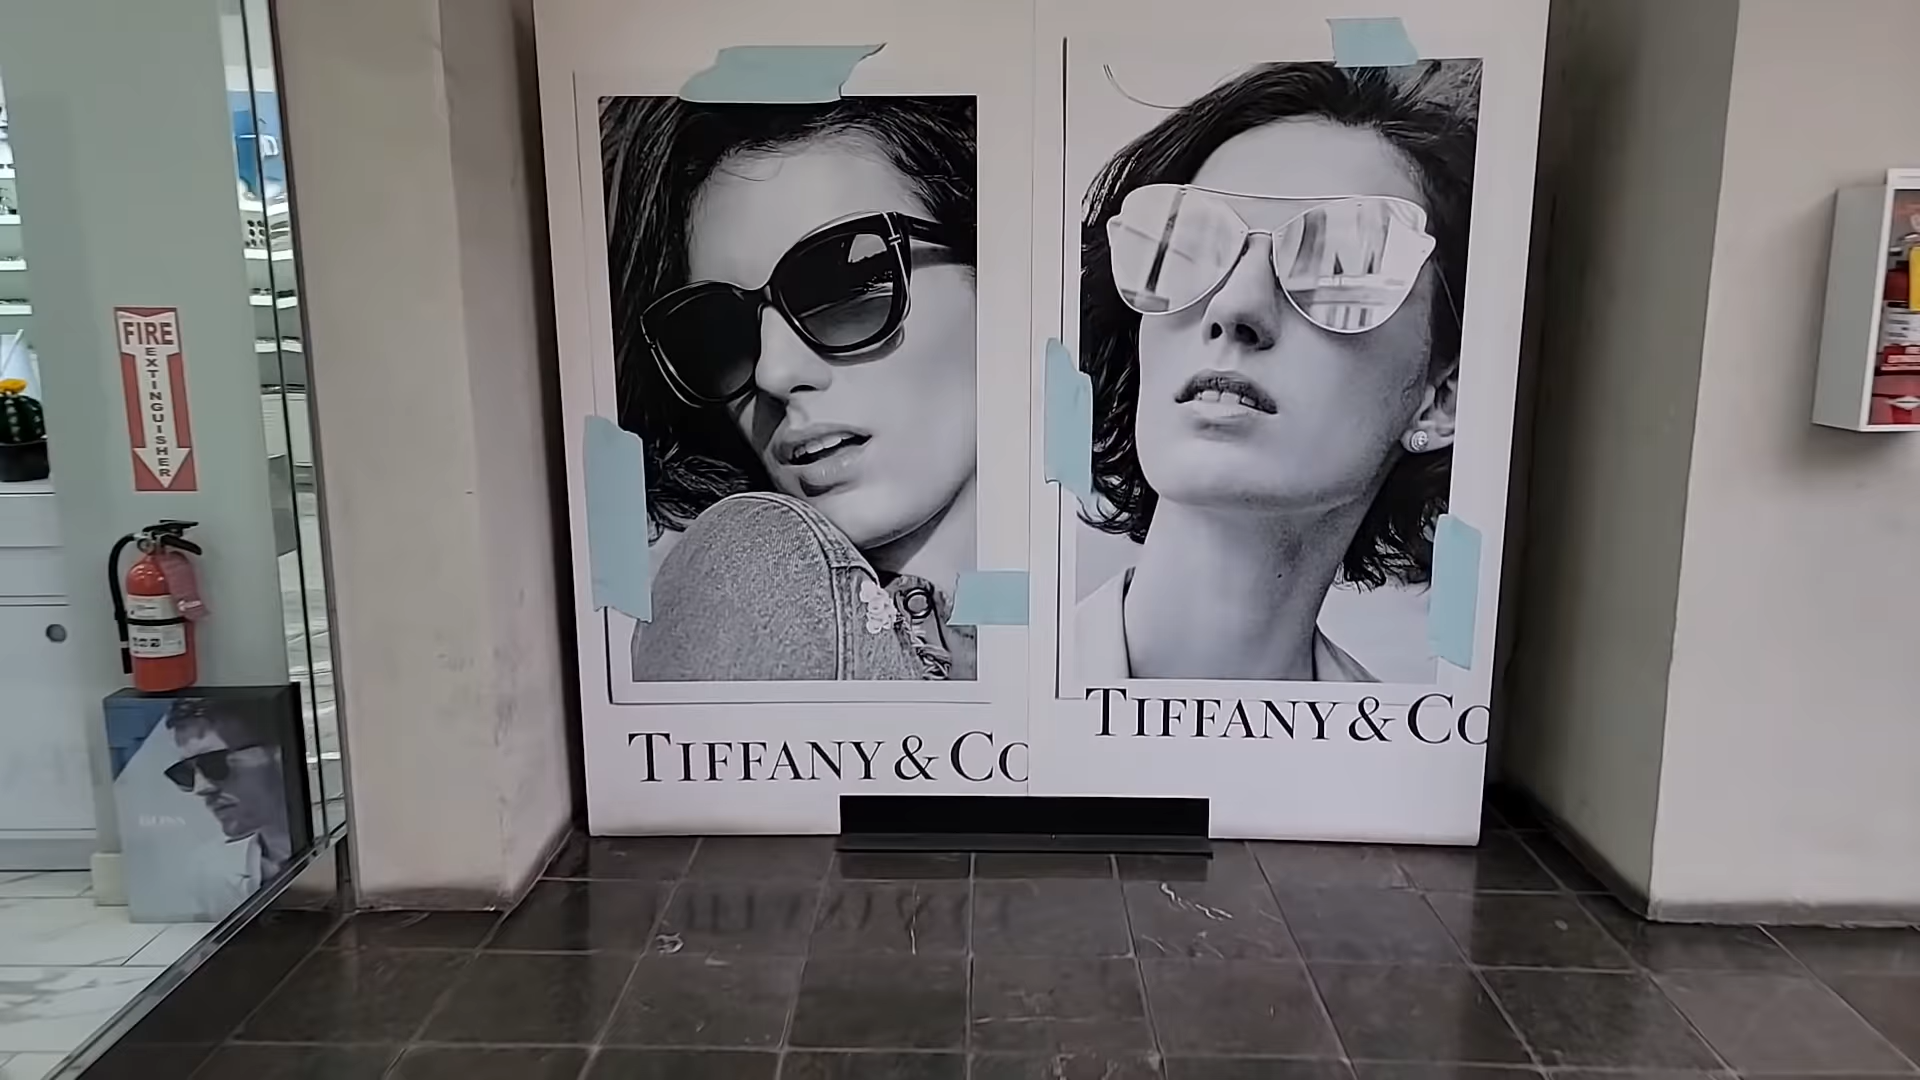 FIRE
EXTINGUISHER
BOSS
TIFFANY & CO
TIFFANY & CO